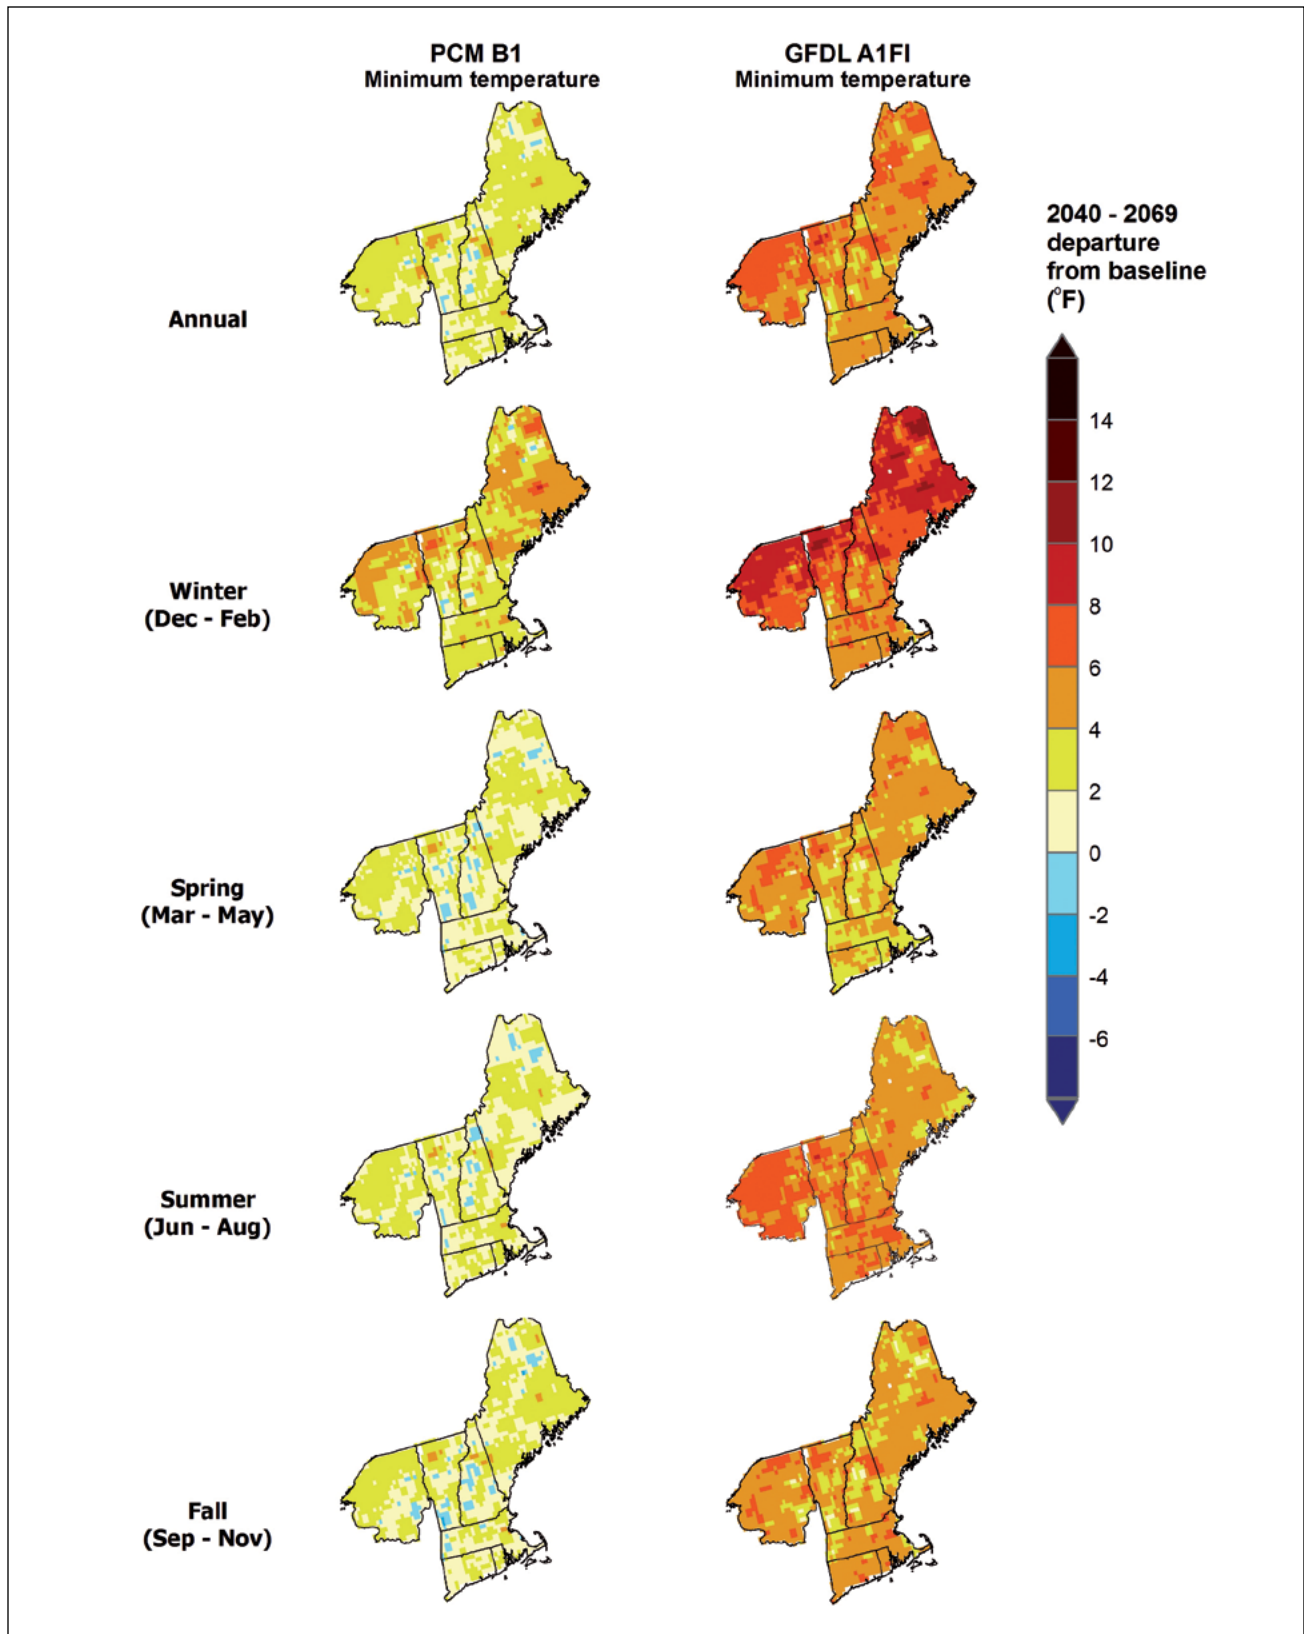 PCM B1
Minimum temperature
GFDL A1FI
Minimum temperature
2040 - 2069
departure
from baseline
(°F)
Annual
Winter
(Dec - Feb)
Spring
(Mar - May)
Summer
(Jun - Aug)
Fall
(Sep - Nov)
14
12
10
8
6
4
2
0
-2
-4
-6